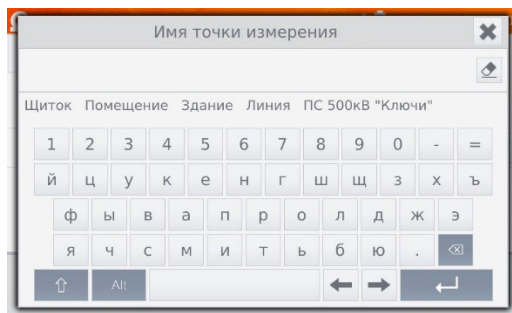 Имя точки измерения
Щиток Помещение Здание Линия ПС 500кВ "Ключи"
1 2 3 4 5 6 7 8 9 0 - =
й ц у к е н г ш щ з х ъ
ф ы в а п р о л д ж э
я ч с м и т ь б ю .
Alt